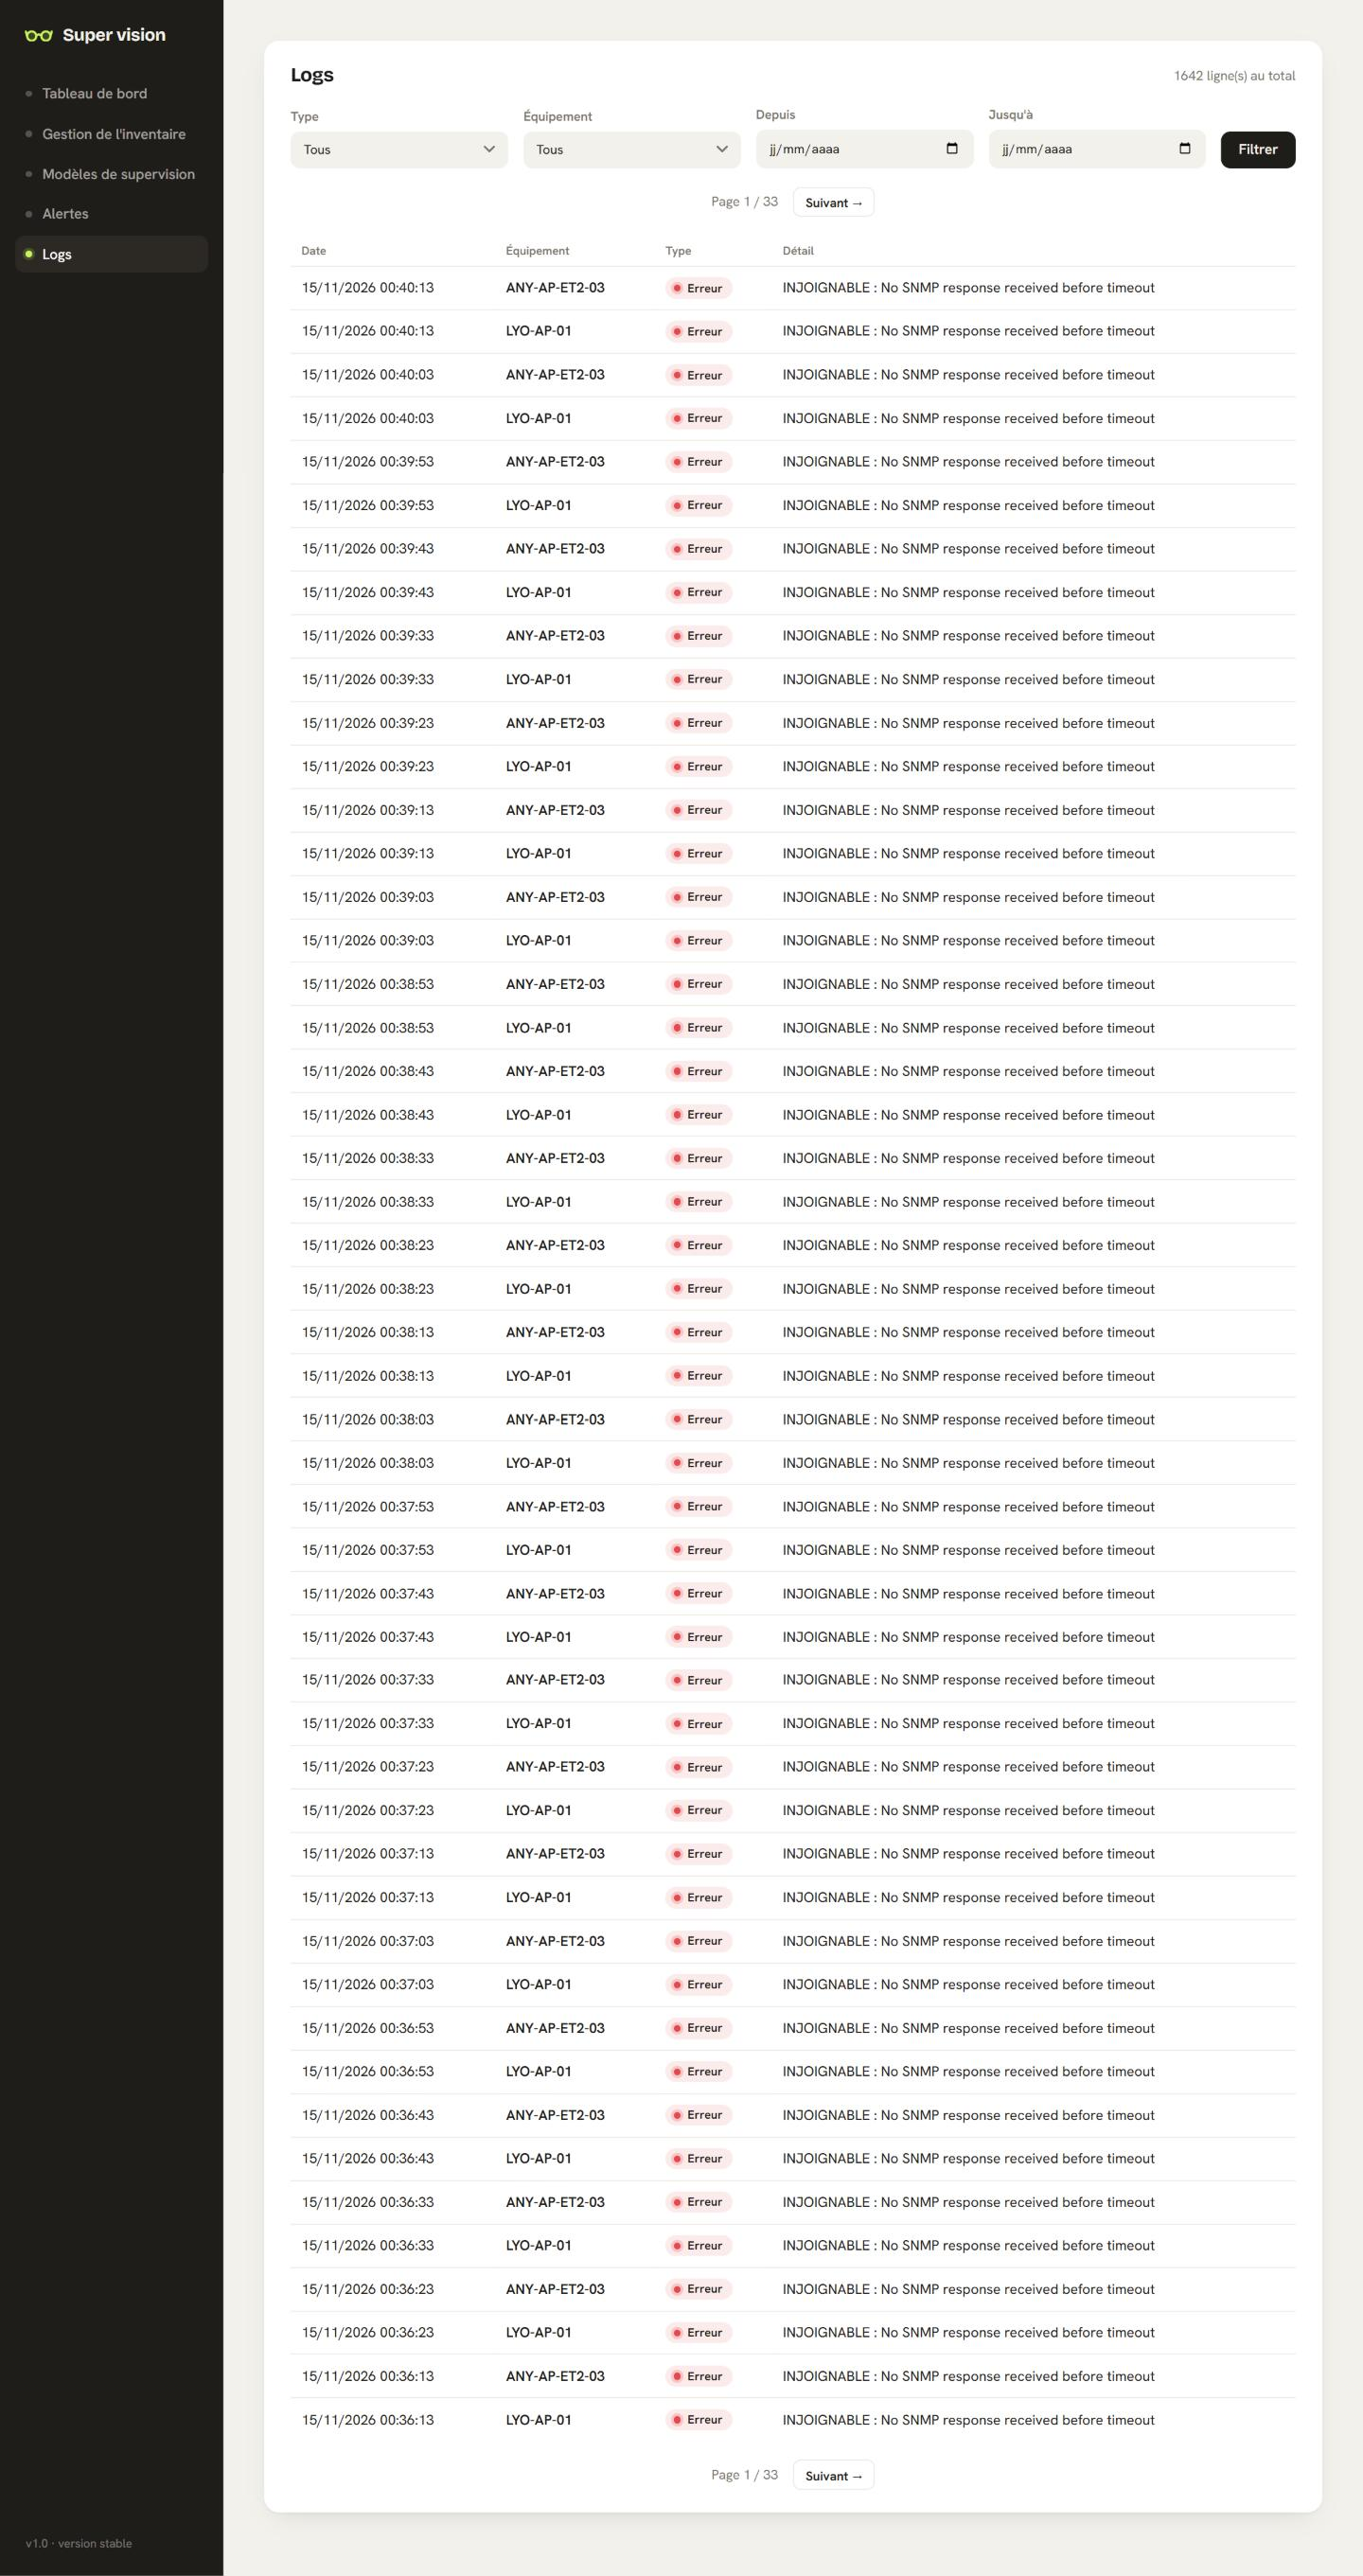 Super vision
Tableau de bord
Gestion de l'inventaire
Modèles de supervision
Alertes
Logs
Logs
1642 ligne(s) au total
Type
Équipement
Depuis
Jusqu'à
Tous
Tous
jj/mm/aaaa
jj/mm/aaaa
Filtrer
Page 1 / 33 Suivant →
Date Équipement Type Détail
15/11/2026 00:40:13 ANY-AP-ET2-03 Erreur INJOIGNABLE : No SNMP response received before timeout
15/11/2026 00:40:13 LYO-AP-01 Erreur INJOIGNABLE : No SNMP response received before timeout
15/11/2026 00:40:03 ANY-AP-ET2-03 Erreur INJOIGNABLE : No SNMP response received before timeout
15/11/2026 00:40:03 LYO-AP-01 Erreur INJOIGNABLE : No SNMP response received before timeout
15/11/2026 00:39:53 ANY-AP-ET2-03 Erreur INJOIGNABLE : No SNMP response received before timeout
15/11/2026 00:39:53 LYO-AP-01 Erreur INJOIGNABLE : No SNMP response received before timeout
15/11/2026 00:39:43 ANY-AP-ET2-03 Erreur INJOIGNABLE : No SNMP response received before timeout
15/11/2026 00:39:43 LYO-AP-01 Erreur INJOIGNABLE : No SNMP response received before timeout
15/11/2026 00:39:33 ANY-AP-ET2-03 Erreur INJOIGNABLE : No SNMP response received before timeout
15/11/2026 00:39:33 LYO-AP-01 Erreur INJOIGNABLE : No SNMP response received before timeout
15/11/2026 00:39:23 ANY-AP-ET2-03 Erreur INJOIGNABLE : No SNMP response received before timeout
15/11/2026 00:39:23 LYO-AP-01 Erreur INJOIGNABLE : No SNMP response received before timeout
15/11/2026 00:39:13 ANY-AP-ET2-03 Erreur INJOIGNABLE : No SNMP response received before timeout
15/11/2026 00:39:13 LYO-AP-01 Erreur INJOIGNABLE : No SNMP response received before timeout
15/11/2026 00:39:03 ANY-AP-ET2-03 Erreur INJOIGNABLE : No SNMP response received before timeout
15/11/2026 00:39:03 LYO-AP-01 Erreur INJOIGNABLE : No SNMP response received before timeout
15/11/2026 00:38:53 ANY-AP-ET2-03 Erreur INJOIGNABLE : No SNMP response received before timeout
15/11/2026 00:38:53 LYO-AP-01 Erreur INJOIGNABLE : No SNMP response received before timeout
15/11/2026 00:38:43 ANY-AP-ET2-03 Erreur INJOIGNABLE : No SNMP response received before timeout
15/11/2026 00:38:43 LYO-AP-01 Erreur INJOIGNABLE : No SNMP response received before timeout
15/11/2026 00:38:33 ANY-AP-ET2-03 Erreur INJOIGNABLE : No SNMP response received before timeout
15/11/2026 00:38:33 LYO-AP-01 Erreur INJOIGNABLE : No SNMP response received before timeout
15/11/2026 00:38:23 ANY-AP-ET2-03 Erreur INJOIGNABLE : No SNMP response received before timeout
15/11/2026 00:38:23 LYO-AP-01 Erreur INJOIGNABLE : No SNMP response received before timeout
15/11/2026 00:38:13 ANY-AP-ET2-03 Erreur INJOIGNABLE : No SNMP response received before timeout
15/11/2026 00:38:13 LYO-AP-01 Erreur INJOIGNABLE : No SNMP response received before timeout
15/11/2026 00:38:03 ANY-AP-ET2-03 Erreur INJOIGNABLE : No SNMP response received before timeout
15/11/2026 00:38:03 LYO-AP-01 Erreur INJOIGNABLE : No SNMP response received before timeout
15/11/2026 00:37:53 ANY-AP-ET2-03 Erreur INJOIGNABLE : No SNMP response received before timeout
15/11/2026 00:37:53 LYO-AP-01 Erreur INJOIGNABLE : No SNMP response received before timeout
15/11/2026 00:37:43 ANY-AP-ET2-03 Erreur INJOIGNABLE : No SNMP response received before timeout
15/11/2026 00:37:43 LYO-AP-01 Erreur INJOIGNABLE : No SNMP response received before timeout
15/11/2026 00:37:33 ANY-AP-ET2-03 Erreur INJOIGNABLE : No SNMP response received before timeout
15/11/2026 00:37:33 LYO-AP-01 Erreur INJOIGNABLE : No SNMP response received before timeout
15/11/2026 00:37:23 ANY-AP-ET2-03 Erreur INJOIGNABLE : No SNMP response received before timeout
15/11/2026 00:37:23 LYO-AP-01 Erreur INJOIGNABLE : No SNMP response received before timeout
15/11/2026 00:37:13 ANY-AP-ET2-03 Erreur INJOIGNABLE : No SNMP response received before timeout
15/11/2026 00:37:13 LYO-AP-01 Erreur INJOIGNABLE : No SNMP response received before timeout
15/11/2026 00:37:03 ANY-AP-ET2-03 Erreur INJOIGNABLE : No SNMP response received before timeout
15/11/2026 00:37:03 LYO-AP-01 Erreur INJOIGNABLE : No SNMP response received before timeout
15/11/2026 00:36:53 ANY-AP-ET2-03 Erreur INJOIGNABLE : No SNMP response received before timeout
15/11/2026 00:36:53 LYO-AP-01 Erreur INJOIGNABLE : No SNMP response received before timeout
15/11/2026 00:36:43 ANY-AP-ET2-03 Erreur INJOIGNABLE : No SNMP response received before timeout
15/11/2026 00:36:43 LYO-AP-01 Erreur INJOIGNABLE : No SNMP response received before timeout
15/11/2026 00:36:33 ANY-AP-ET2-03 Erreur INJOIGNABLE : No SNMP response received before timeout
15/11/2026 00:36:33 LYO-AP-01 Erreur INJOIGNABLE : No SNMP response received before timeout
15/11/2026 00:36:23 ANY-AP-ET2-03 Erreur INJOIGNABLE : No SNMP response received before timeout
15/11/2026 00:36:23 LYO-AP-01 Erreur INJOIGNABLE : No SNMP response received before timeout
15/11/2026 00:36:13 ANY-AP-ET2-03 Erreur INJOIGNABLE : No SNMP response received before timeout
15/11/2026 00:36:13 LYO-AP-01 Erreur INJOIGNABLE : No SNMP response received before timeout
Page 1 / 33 Suivant →
v1.0 · version stable